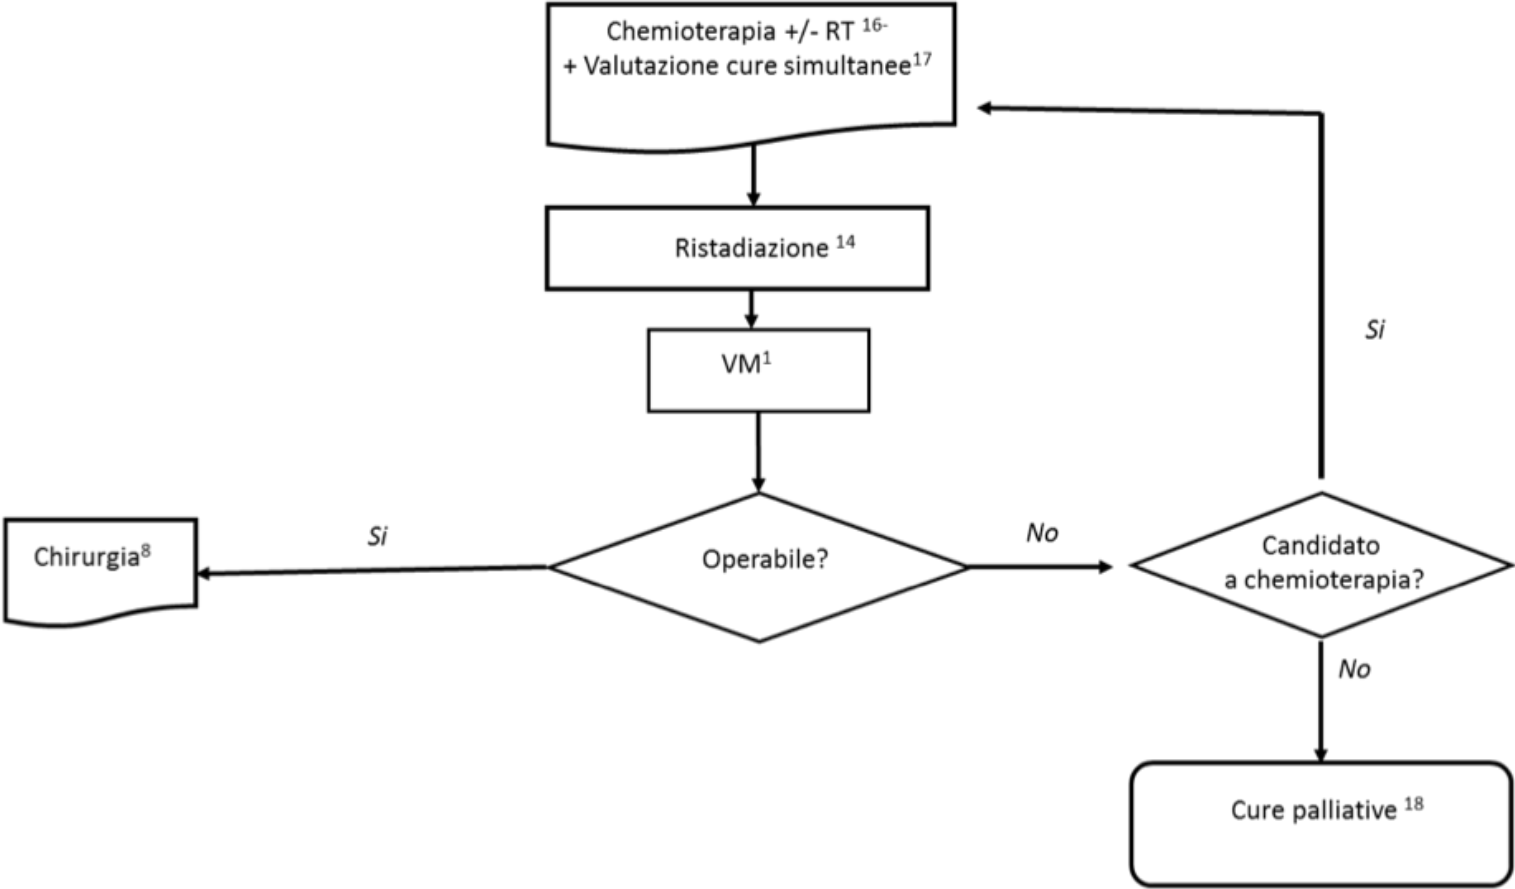 Chemioterapia +/- RT 16-
+ Valutazione cure simultanee17
Ristadiazione 14
VM1
Si
Operabile?
Si
No
Chirurgia8
Candidato
a chemioterapia?
No
Cure palliative 18